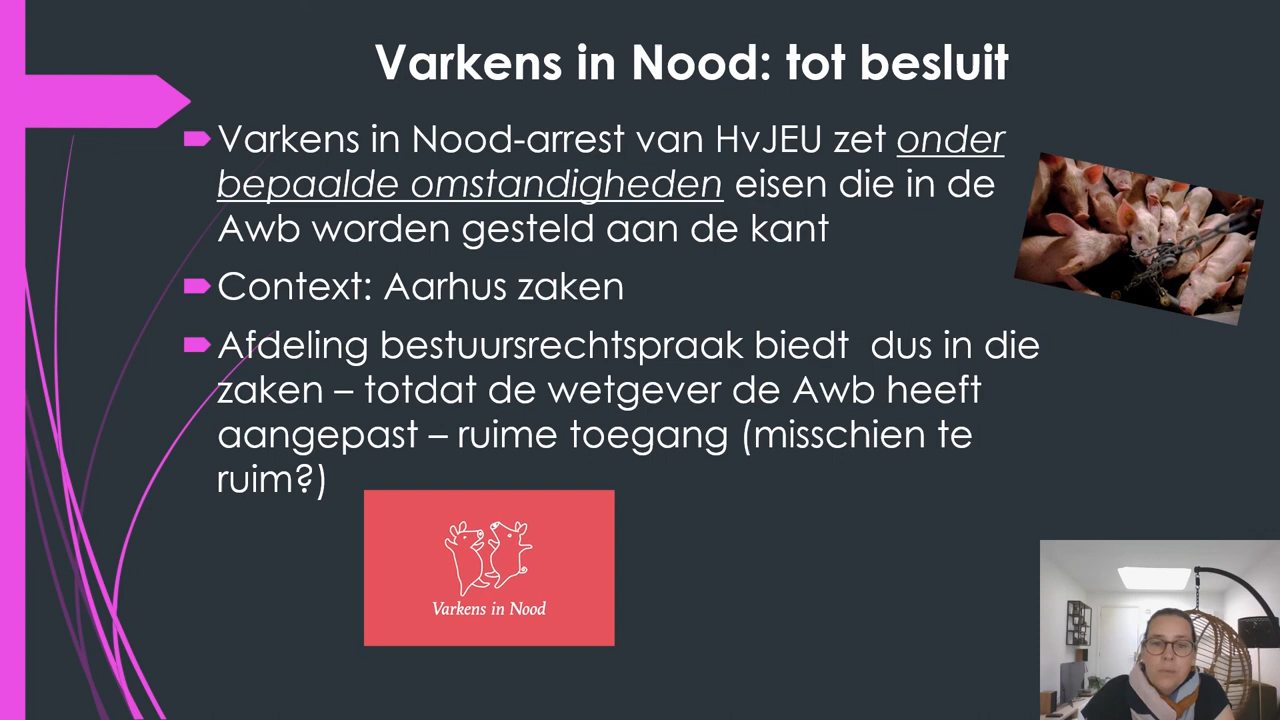 Varkens in Nood: tot besluit
Varkens in Nood-arrest van HvJEU zet onder
bepaalde omstandigheden eisen die in de
Awb worden gesteld aan de kant
Context: Aarhus zaken
Afdeling bestuursrechtspraak biedt dus in die
zaken – totdat de wetgever de Awb heeft
aangepast – ruime toegang (misschien te
ruim?)
Varkens in Nood